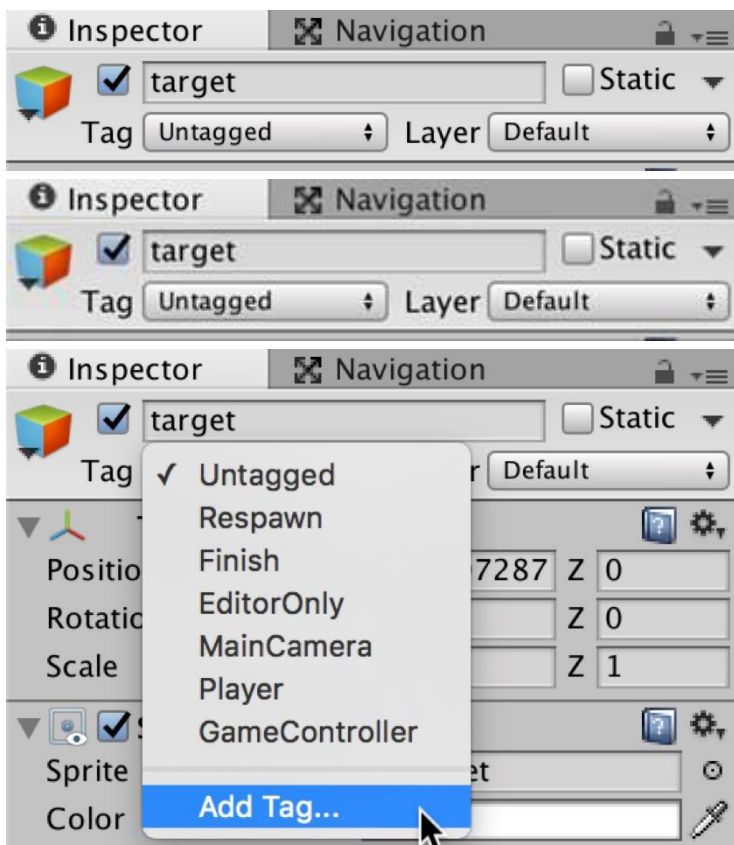 Inspector Navigation
target Static
Tag Untagged Layer Default
Inspector Navigation
target Static
Tag Untagged Layer Default
Inspector Navigation
target Static
Tag ✓ Untagged r Default
Respawn
Finish
Positio 7287 Z 0
EditorOnly
Rotatio Z 0
MainCamera
Scale Z 1
Player
GameController
Sprite et
Add Tag...
Color